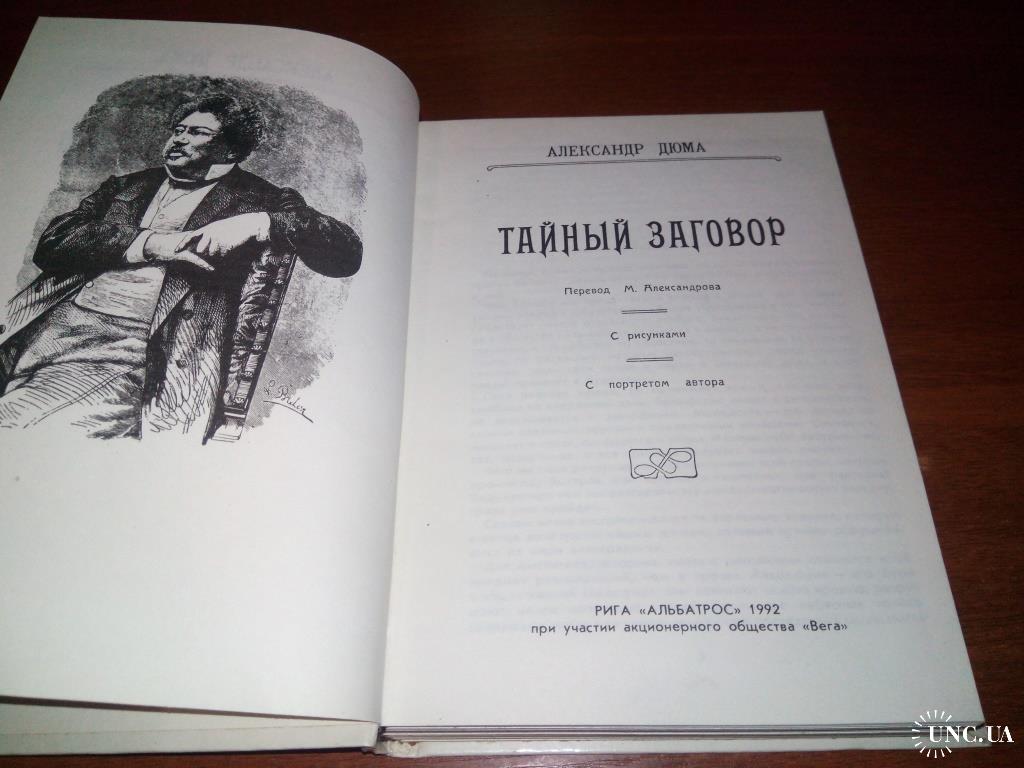 АЛЕКСАНДР ДЮМА
ТАЙНЫЙ ЗАГОВОР
Перевод М. Александрова
С рисунками
С портретом автора
РИГА «АЛЬБАТРОС» 1992
при участии акционерного общества «Вега»
UNC.UA